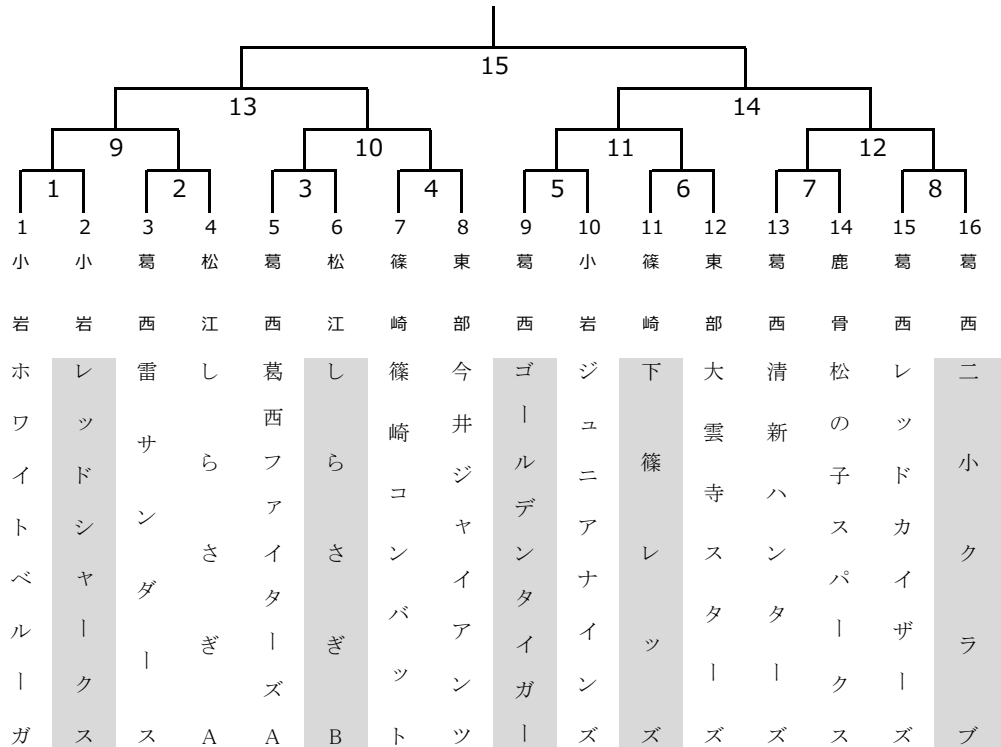 15
13
14
9
10
11
12
1
2
3
4
5
6
7
8
1 小岩 ホワイトベルーガ
2 小岩 レッドシャークス
3 葛西 雷サンダース
4 松江 しらさぎA
5 葛西 葛西ファイターズA
6 松江 しらさぎB
7 篠崎 篠崎コンバット
8 東部 今井ジャイアンツ
9 葛西 ゴールデンタイガー
10 小岩 ジュニアナインズ
11 篠崎 下篠レッズ
12 東部 大雲寺スターズ
13 葛西 清新ハンターズ
14 鹿骨 松の子スパークス
15 葛西 レッドカイザーズ
16 葛西 二小クラブ